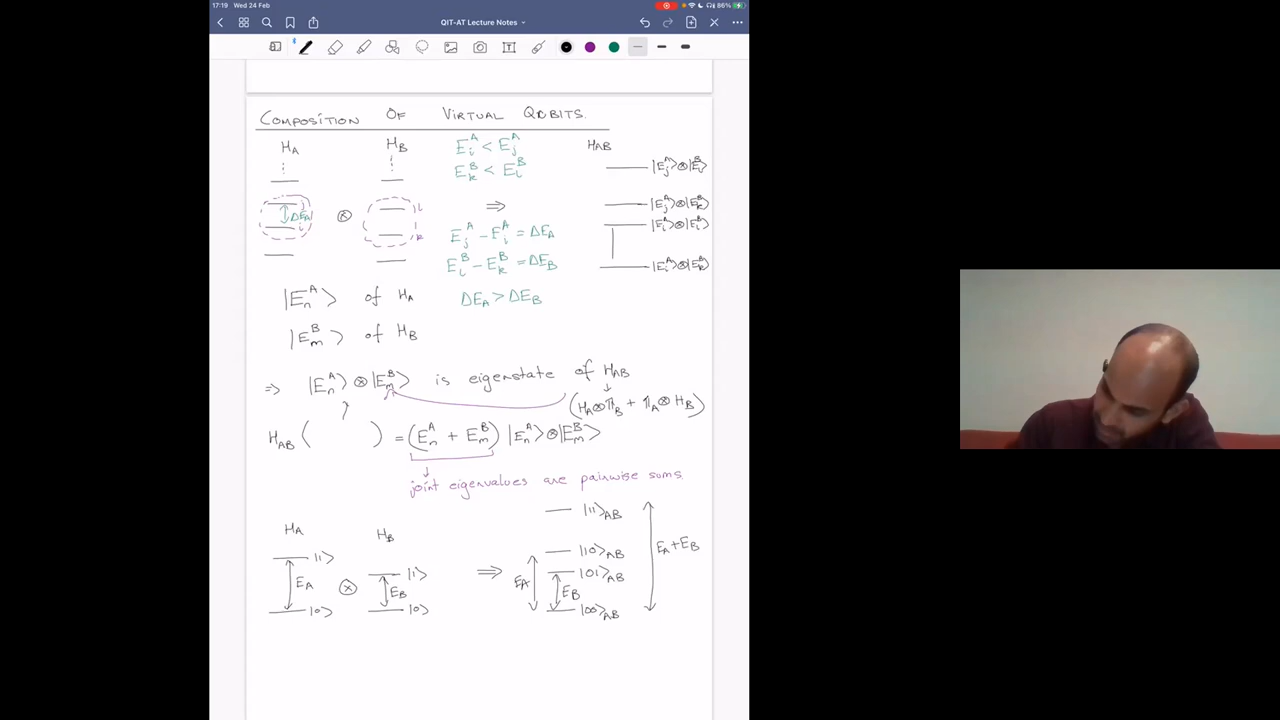 17:19 Wed 24 Feb
86%
QIT-AT Lecture Notes
COMPOSITION OF VIRTUAL QUBITS.
H_A H_B E_i^A < E_j^A H_AB
E_k^B < E_l^B |E_j^A>⊗|E_l^B>
ΔE_A j i ⊗ l k ⇒ |E_j^A>⊗|E_k^B>
E_j^A - E_i^A = ΔE_A |E_i^A>⊗|E_l^B>
E_l^B - E_k^B = ΔE_B |E_i^A>⊗|E_k^B>
|E_n^A> of H_A ΔE_A > ΔE_B
|E_m^B> of H_B
⇒ |E_n^A>⊗|E_m^B> is eigenstate of H_AB
(H_A⊗𝟙_B + 𝟙_A⊗H_B)
H_AB ( ) = (E_n^A + E_m^B) |E_n^A>⊗|E_m^B>
joint eigenvalues are pairwise sums.
H_A H_B |11>_AB
|1> E_A |0> ⊗ |1> E_B |0> ⇒ E_A |10>_AB E_A+E_B
|01>_AB
E_B
|00>_AB